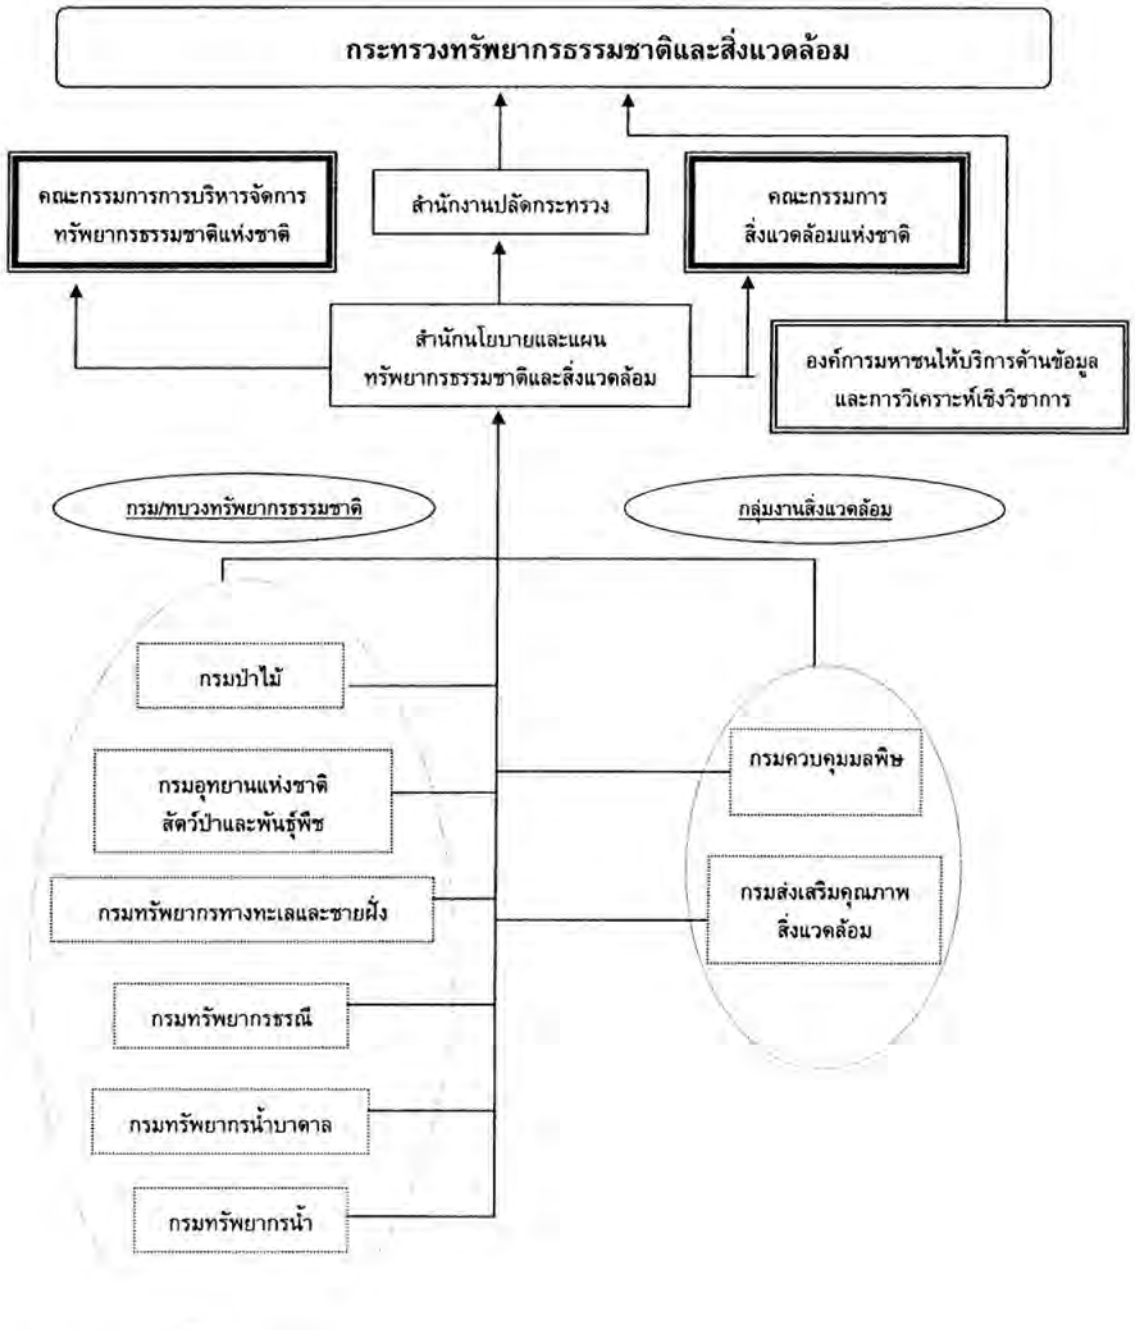 กระทรวงทรัพยากรธรรมชาติและสิ่งแวดล้อม
คณะกรรมการการบริหารจัดการ
ทรัพยากรธรรมชาติแห่งชาติ
สำนักงานปลัดกระทรวง
คณะกรรมการ
สิ่งแวดล้อมแห่งชาติ
สำนักนโยบายและแผน
ทรัพยากรธรรมชาติและสิ่งแวดล้อม
องค์การมหาชนให้บริการด้านข้อมูล
และการวิเคราะห์เชิงวิชาการ
กรม/ทบวงทรัพยากรธรรมชาติ
กลุ่มงานสิ่งแวดล้อม
กรมป่าไม้
กรมอุทยานแห่งชาติ
สัตว์ป่าและพันธุ์พืช
กรมทรัพยากรทางทะเลและชายฝั่ง
กรมทรัพยากรธรณี
กรมทรัพยากรน้ำบาดาล
กรมทรัพยากรน้ำ
กรมควบคุมมลพิษ
กรมส่งเสริมคุณภาพ
สิ่งแวดล้อม